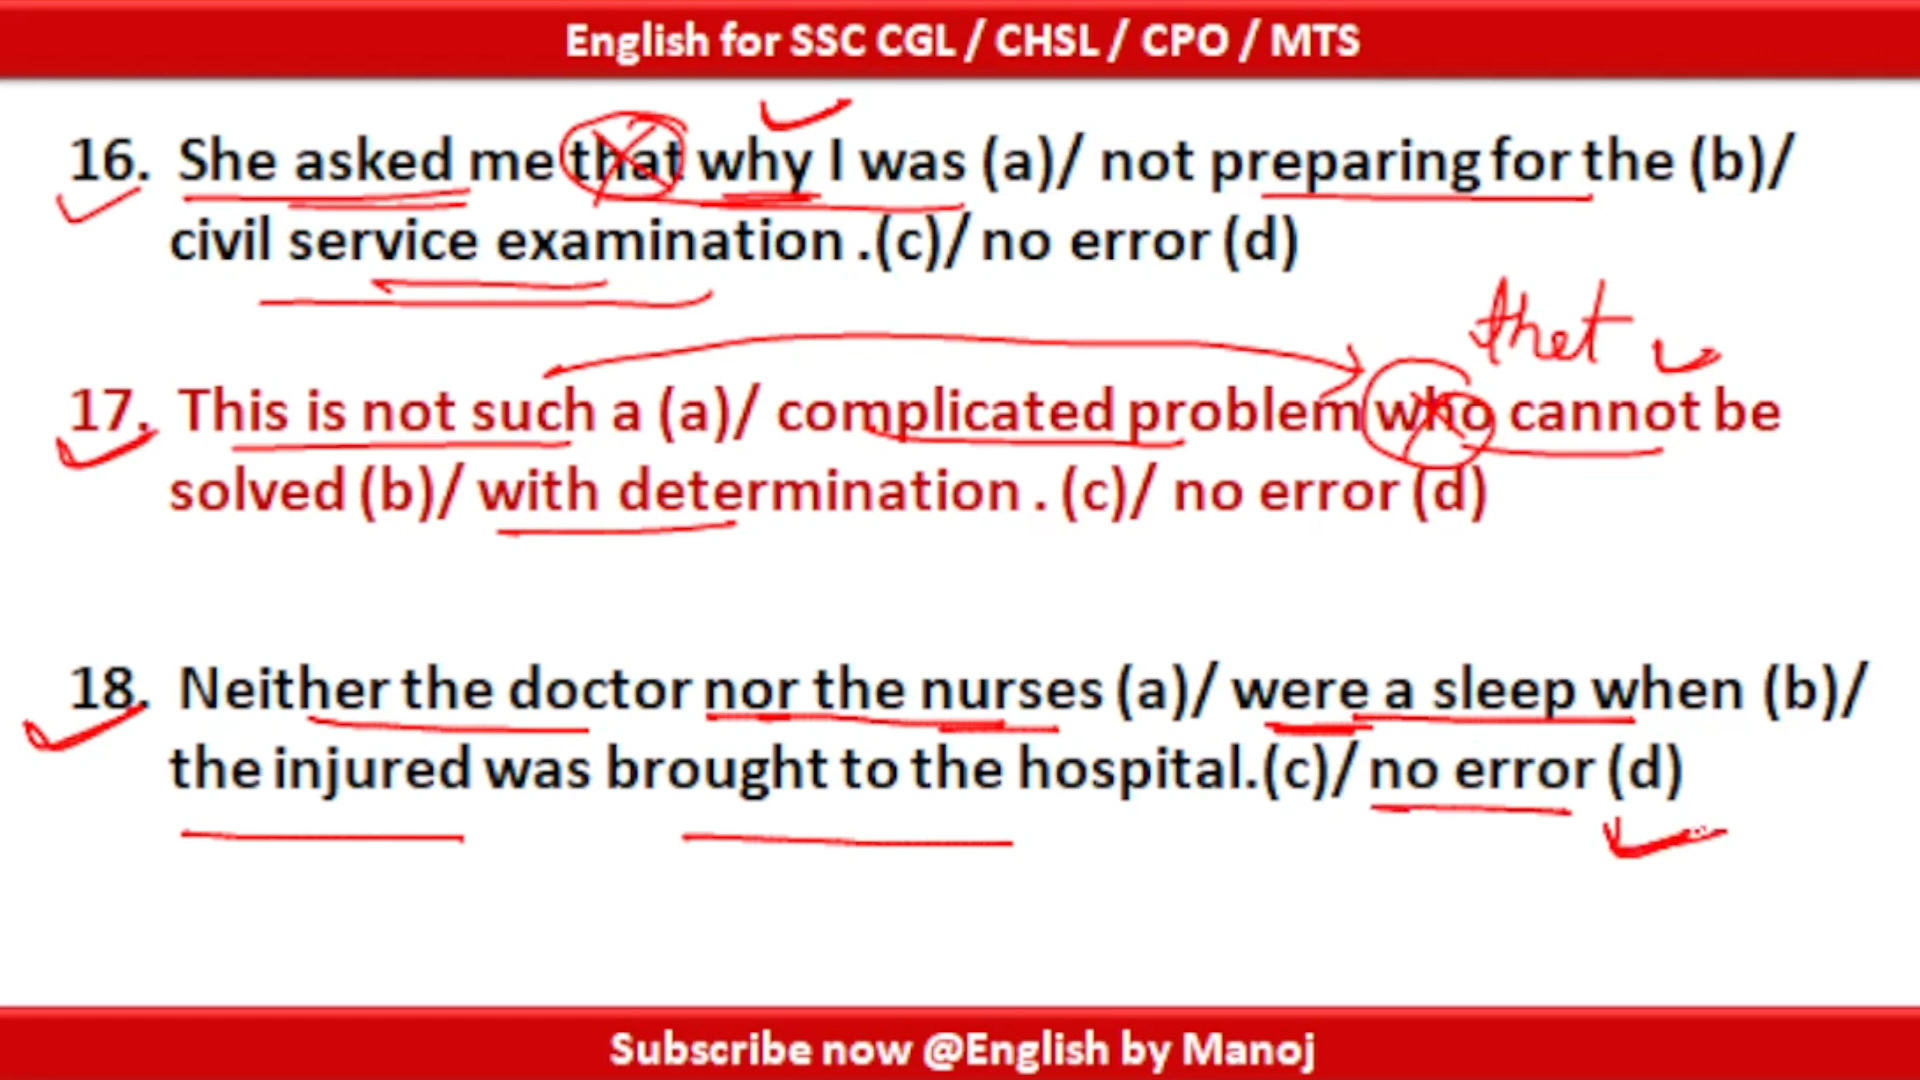 English for SSC CGL / CHSL / CPO / MTS
16. She asked me that why I was (a)/ not preparing for the (b)/
civil service examination .(c)/ no error (d)
thet
17. This is not such a (a)/ complicated problem who cannot be
solved (b)/ with determination . (c)/ no error (d)
18. Neither the doctor nor the nurses (a)/ were a sleep when (b)/
the injured was brought to the hospital.(c)/ no error (d)
Subscribe now @English by Manoj